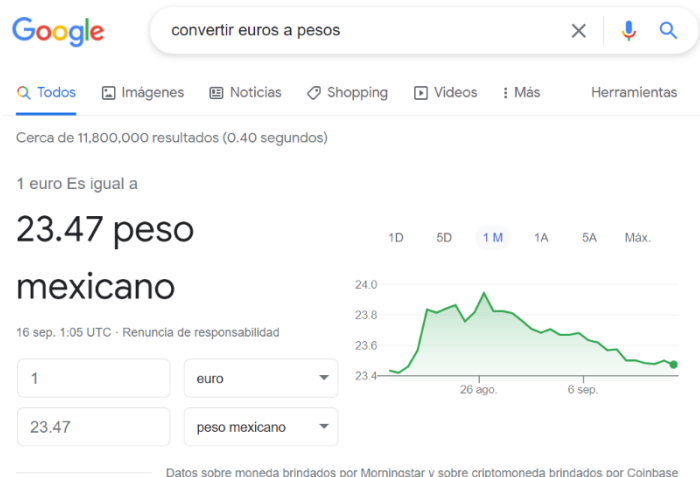 Google
convertir euros a pesos
Todos Imágenes Noticias Shopping Videos Más Herramientas
Cerca de 11,800,000 resultados (0.40 segundos)
1 euro Es igual a
23.47 peso
mexicano
16 sep. 1:05 UTC · Renuncia de responsabilidad
1 euro
23.47 peso mexicano
1D 5D 1 M 1A 5A Máx.
24.0
23.8
23.6
23.4
26 ago. 6 sep.
Datos sobre moneda brindados por Morningstar y sobre criptomoneda brindados por Coinbase